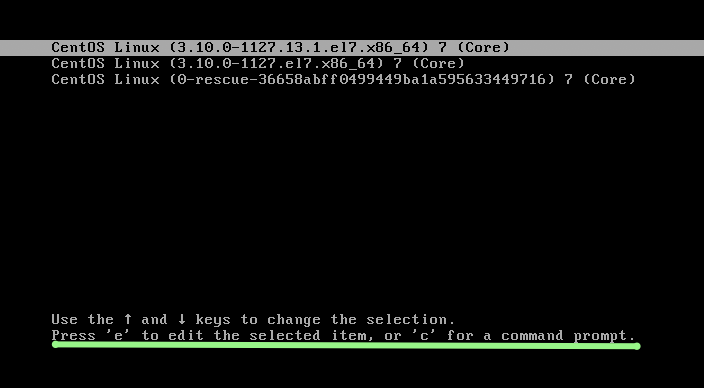 CentOS Linux (3.10.0-1127.13.1.el7.x86_64) 7 (Core)
CentOS Linux (3.10.0-1127.el7.x86_64) 7 (Core)
CentOS Linux (0-rescue-36658abff0499449ba1a595633449716) 7 (Core)
Use the ↑ and ↓ keys to change the selection.
Press 'e' to edit the selected item, or 'c' for a command prompt.